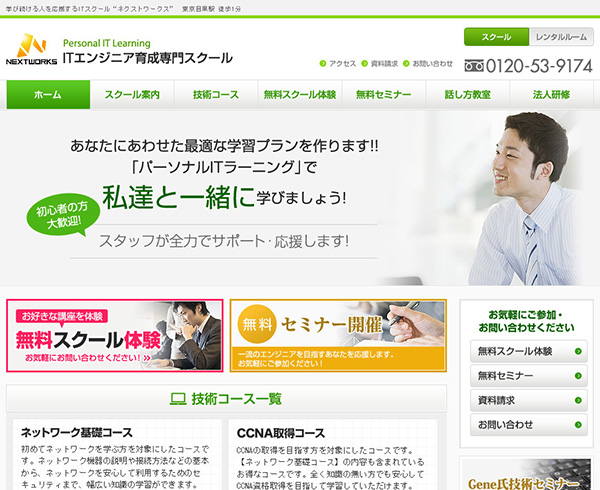 学び続ける人を応援するITスクール “ネクストワークス” 東京目黒駅 徒歩1分
スクール
レンタルルーム
NEXTWORKS
Personal IT Learning
ITエンジニア育成専門スクール
アクセス
資料請求
お問い合わせ
0120-53-9174
ホーム
スクール案内
技術コース
無料スクール体験
無料セミナー
話し方教室
法人研修
あなたにあわせた最適な学習プランを作ります!!
「パーソナルITラーニング」で
初心者の方
大歓迎!
私達と一緒に学びましょう!
スタッフが全力でサポート・応援します!
お好きな講座を体験
無料スクール体験
お気軽にお問い合わせください!
無料
セミナー開催
一流のエンジニアを目指すあなたを応援します。
お気軽にご参加ください!
お気軽にご参加・
お問い合わせください
無料スクール体験
無料セミナー
資料請求
お問い合わせ
技術コース一覧
ネットワーク基礎コース
初めてネットワークを学ぶ方を対象にしたコースで
す。ネットワーク機器の説明や接続方法などの基本
から、ネットワークを安心して利用するためのセ
キュリティまで、幅広い知識の学習ができます。
CCNA取得コース
CCNAの取得を目指す方を対象にしたコースです。
【ネットワーク基礎コース】の内容も含まれている
お得なコースです。全く知識の無い方でも安心して
CCNA資格取得を目指して学習していただけます。
Gene氏技術セミナー